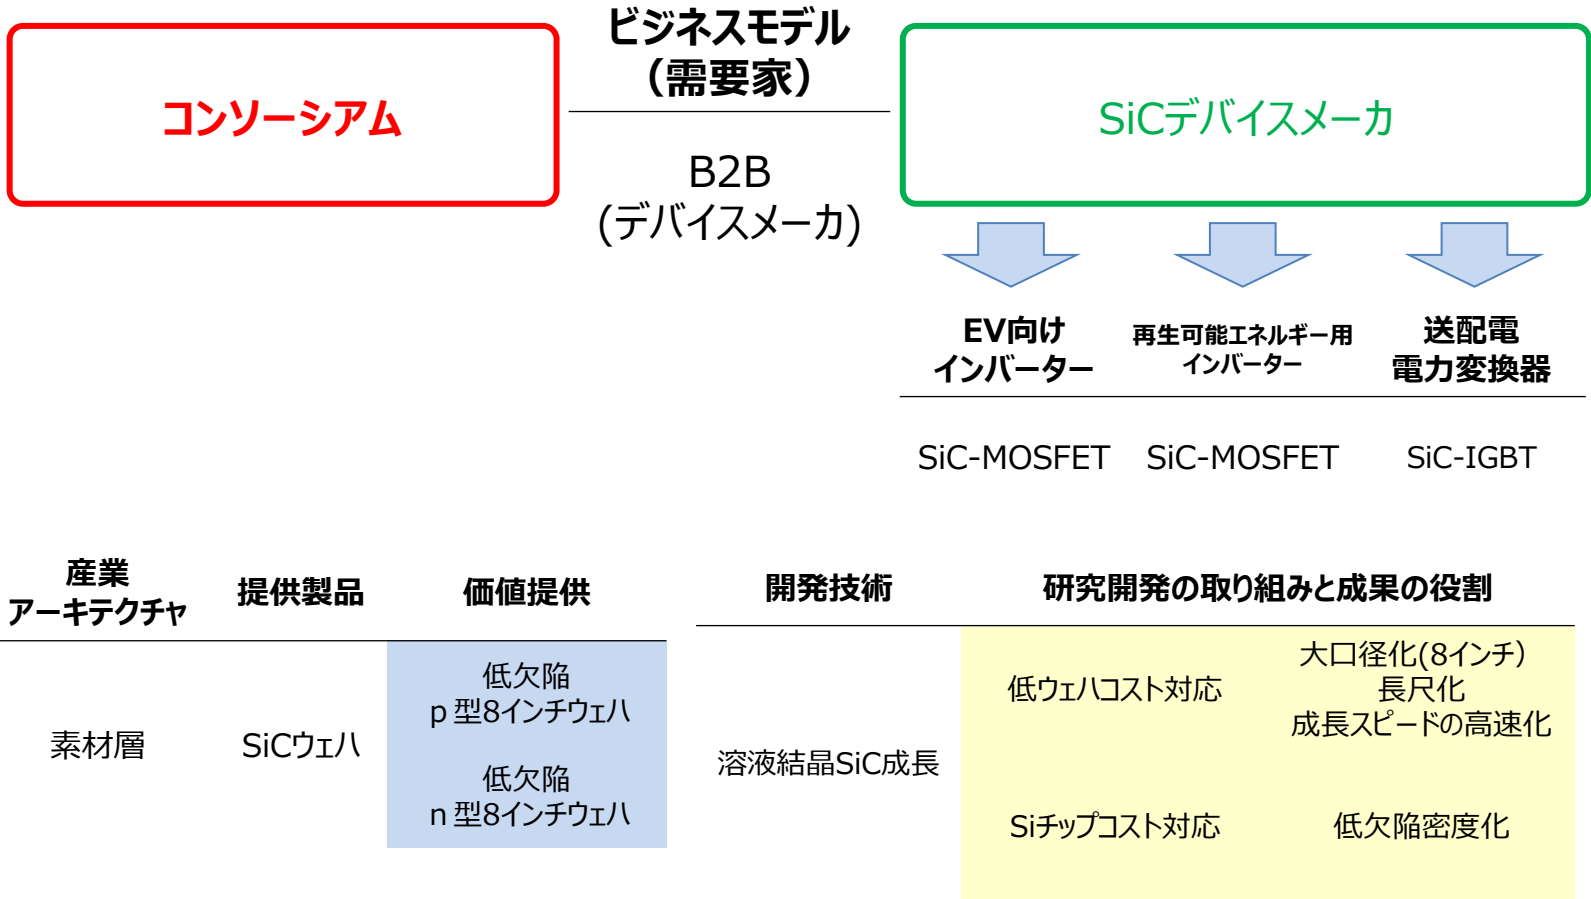 コンソーシアム
ビジネスモデル
（需要家）
B2B
(デバイスメーカ)
SiCデバイスメーカ
EV向け
インバーター
再生可能エネルギー用
インバーター
送配電
電力変換器
SiC-MOSFET
SiC-MOSFET
SiC-IGBT
産業
アーキテクチャ
提供製品
価値提供
素材層
SiCウェハ
低欠陥
p 型8インチウェハ
低欠陥
n 型8インチウェハ
開発技術
研究開発の取り組みと成果の役割
溶液結晶SiC成長
低ウェハコスト対応
大口径化(8インチ）
長尺化
成長スピードの高速化
Siチップコスト対応
低欠陥密度化